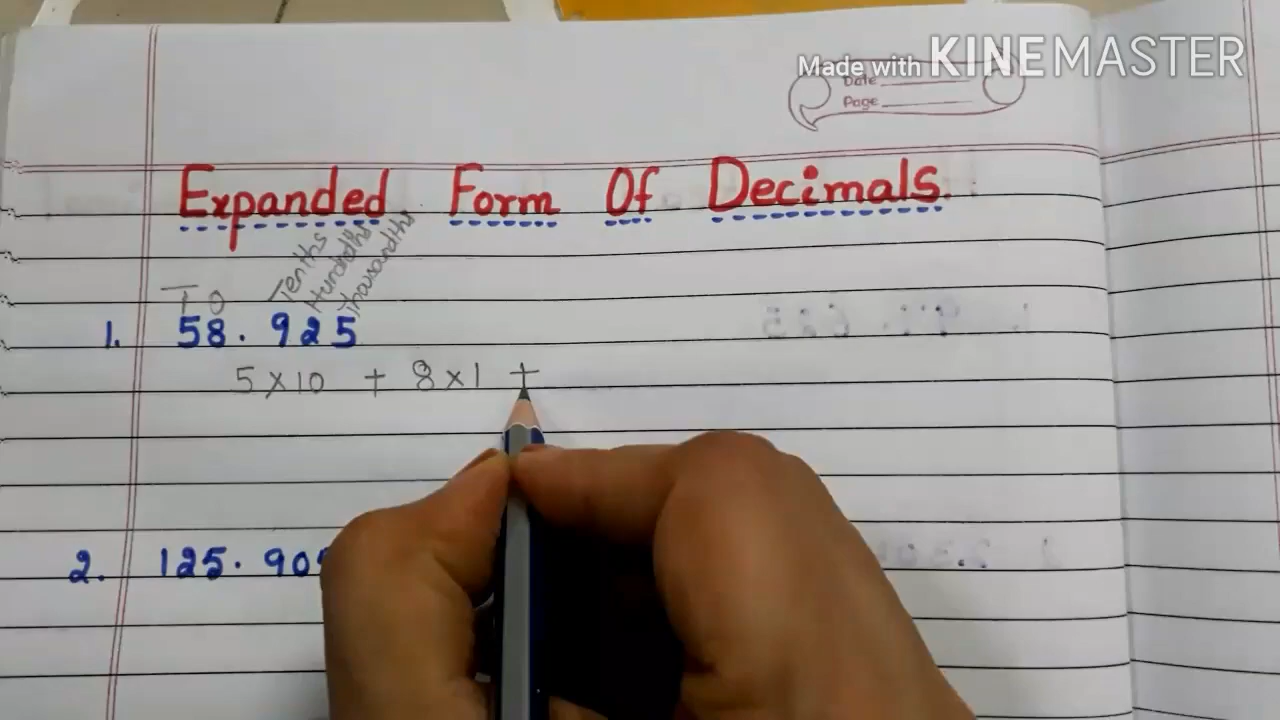 Made with KINEMASTER
Date
Page
Expanded Form Of Decimals.
T O Tenths Hundredths Thousandths
1. 58.925
5 × 10 + 8 × 1 +
2. 125.90